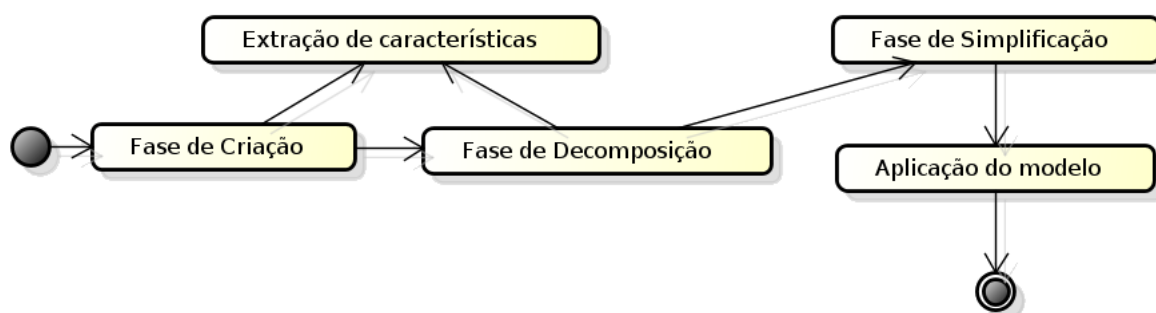 Extração de características
Fase de Simplificação
Fase de Criação
Fase de Decomposição
Aplicação do modelo